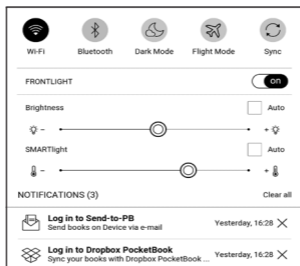 Wi-Fi Bluetooth Dark Mode Flight Mode Sync
FRONTLIGHT on
Brightness Auto
- +
SMARTlight Auto
- +
NOTIFICATIONS (3) Clear all
Log in to Send-to-PB
Send books on Device via e-mail Yesterday, 16:28
Log in to Dropbox PocketBook
Sync your books with Dropbox PocketBook ... Yesterday, 16:28